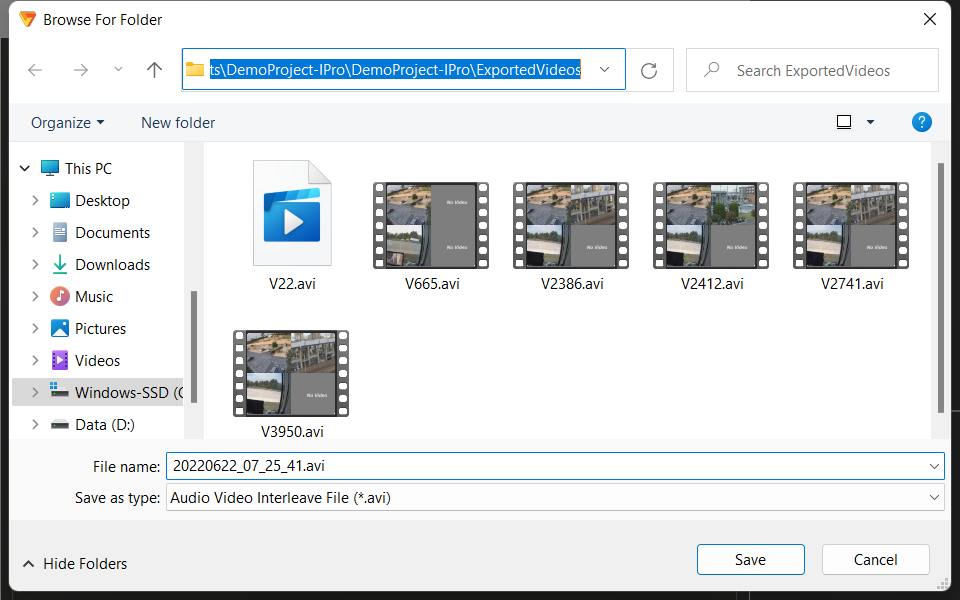 Browse For Folder
ts\DemoProject-IPro\DemoProject-IPro\ExportedVideos
Search ExportedVideos
Organize
New folder
?
This PC
Desktop
Documents
Downloads
Music
Pictures
Videos
Windows-SSD (C
Data (D:)
No Video
No Video
No Video
No Video
No Video
V22.avi
V665.avi
V2386.avi
V2412.avi
V2741.avi
No Video
V3950.avi
File name: 20220622_07_25_41.avi
Save as type: Audio Video Interleave File (*.avi)
Hide Folders
Save
Cancel